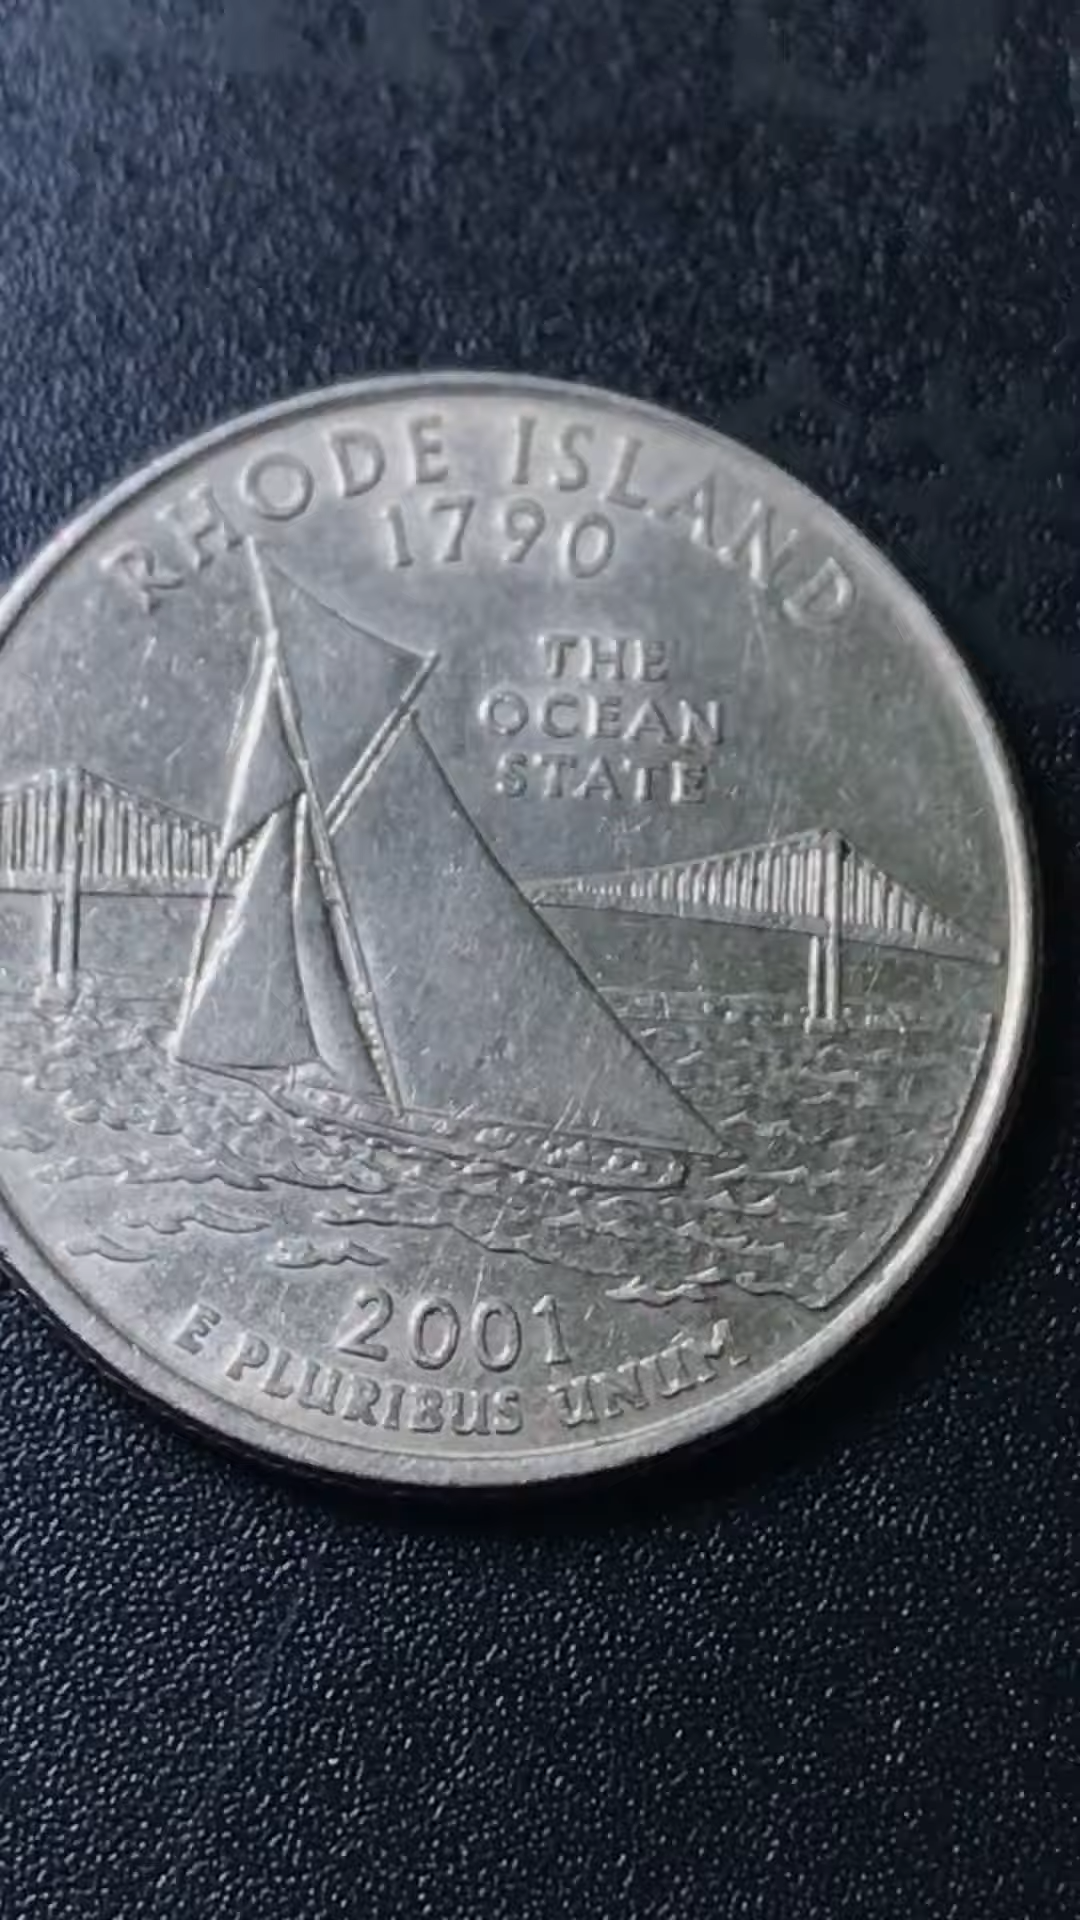 RHODE ISLAND
1790
THE
OCEAN
STATE
2001
E PLURIBUS UNUM